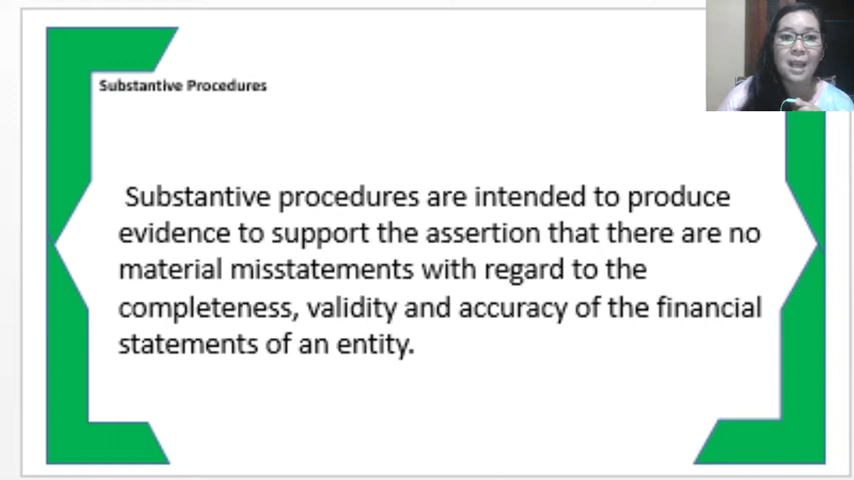 Substantive Procedures
Substantive procedures are intended to produce
evidence to support the assertion that there are no
material misstatements with regard to the
completeness, validity and accuracy of the financial
statements of an entity.